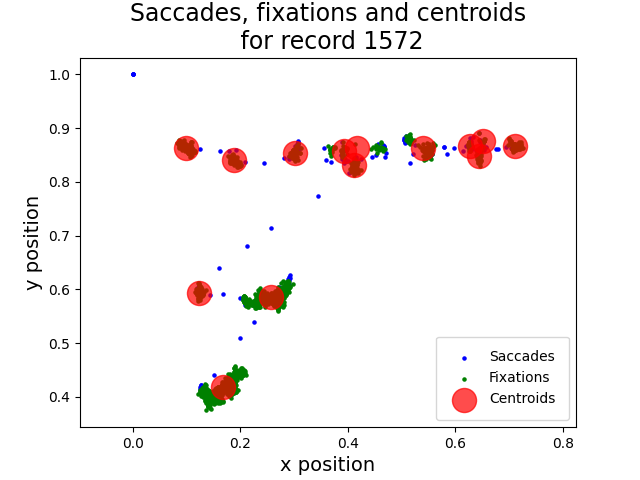 Saccades, fixations and centroids
for record 1572
1.0
0.9
0.8
0.7
0.6
0.5
0.4
y position
0.0 0.2 0.4 0.6 0.8
x position
Saccades
Fixations
Centroids